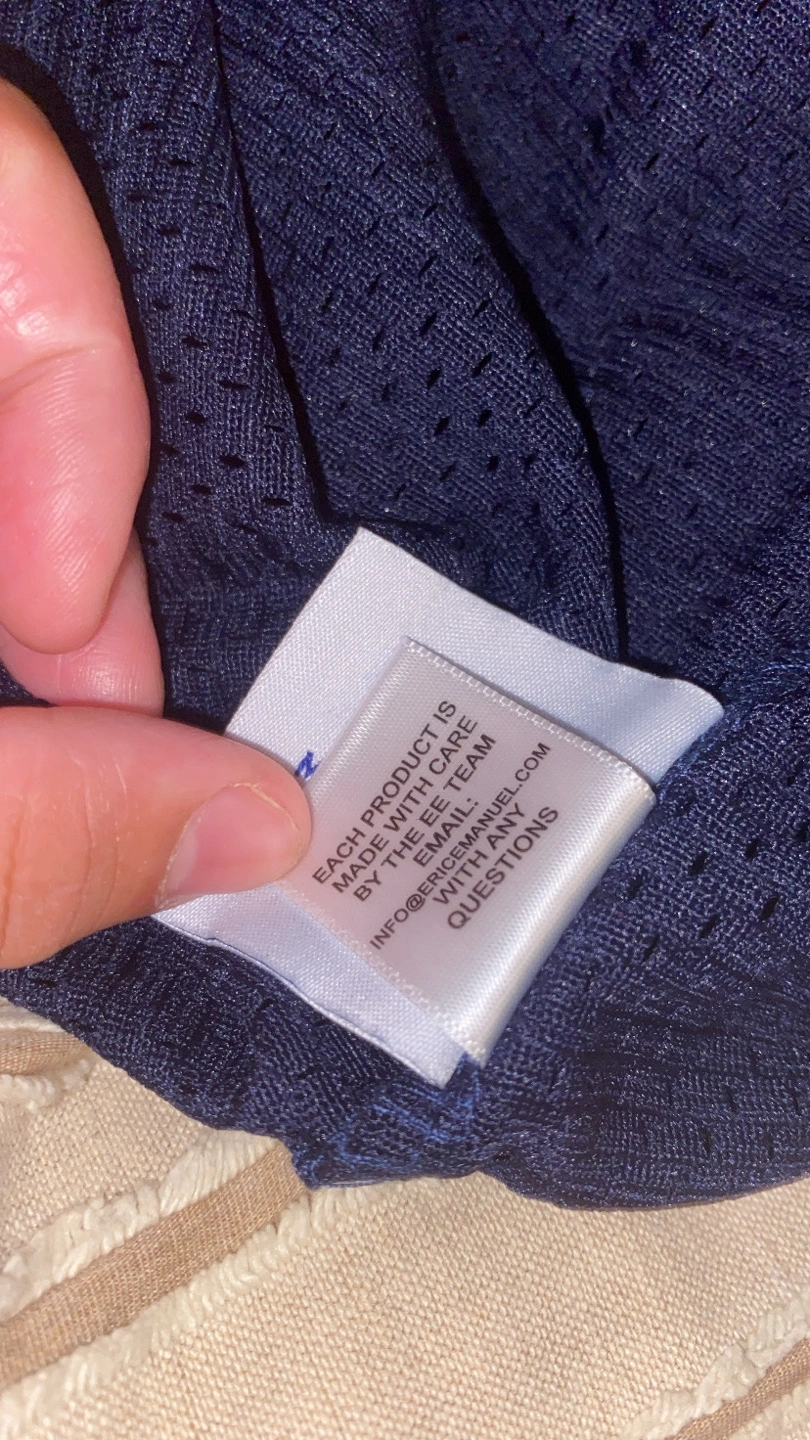 EACH PRODUCT IS
MADE WITH CARE
BY THE EE TEAM
EMAIL:
INFO@ERICEMANUEL.COM
WITH ANY
QUESTIONS